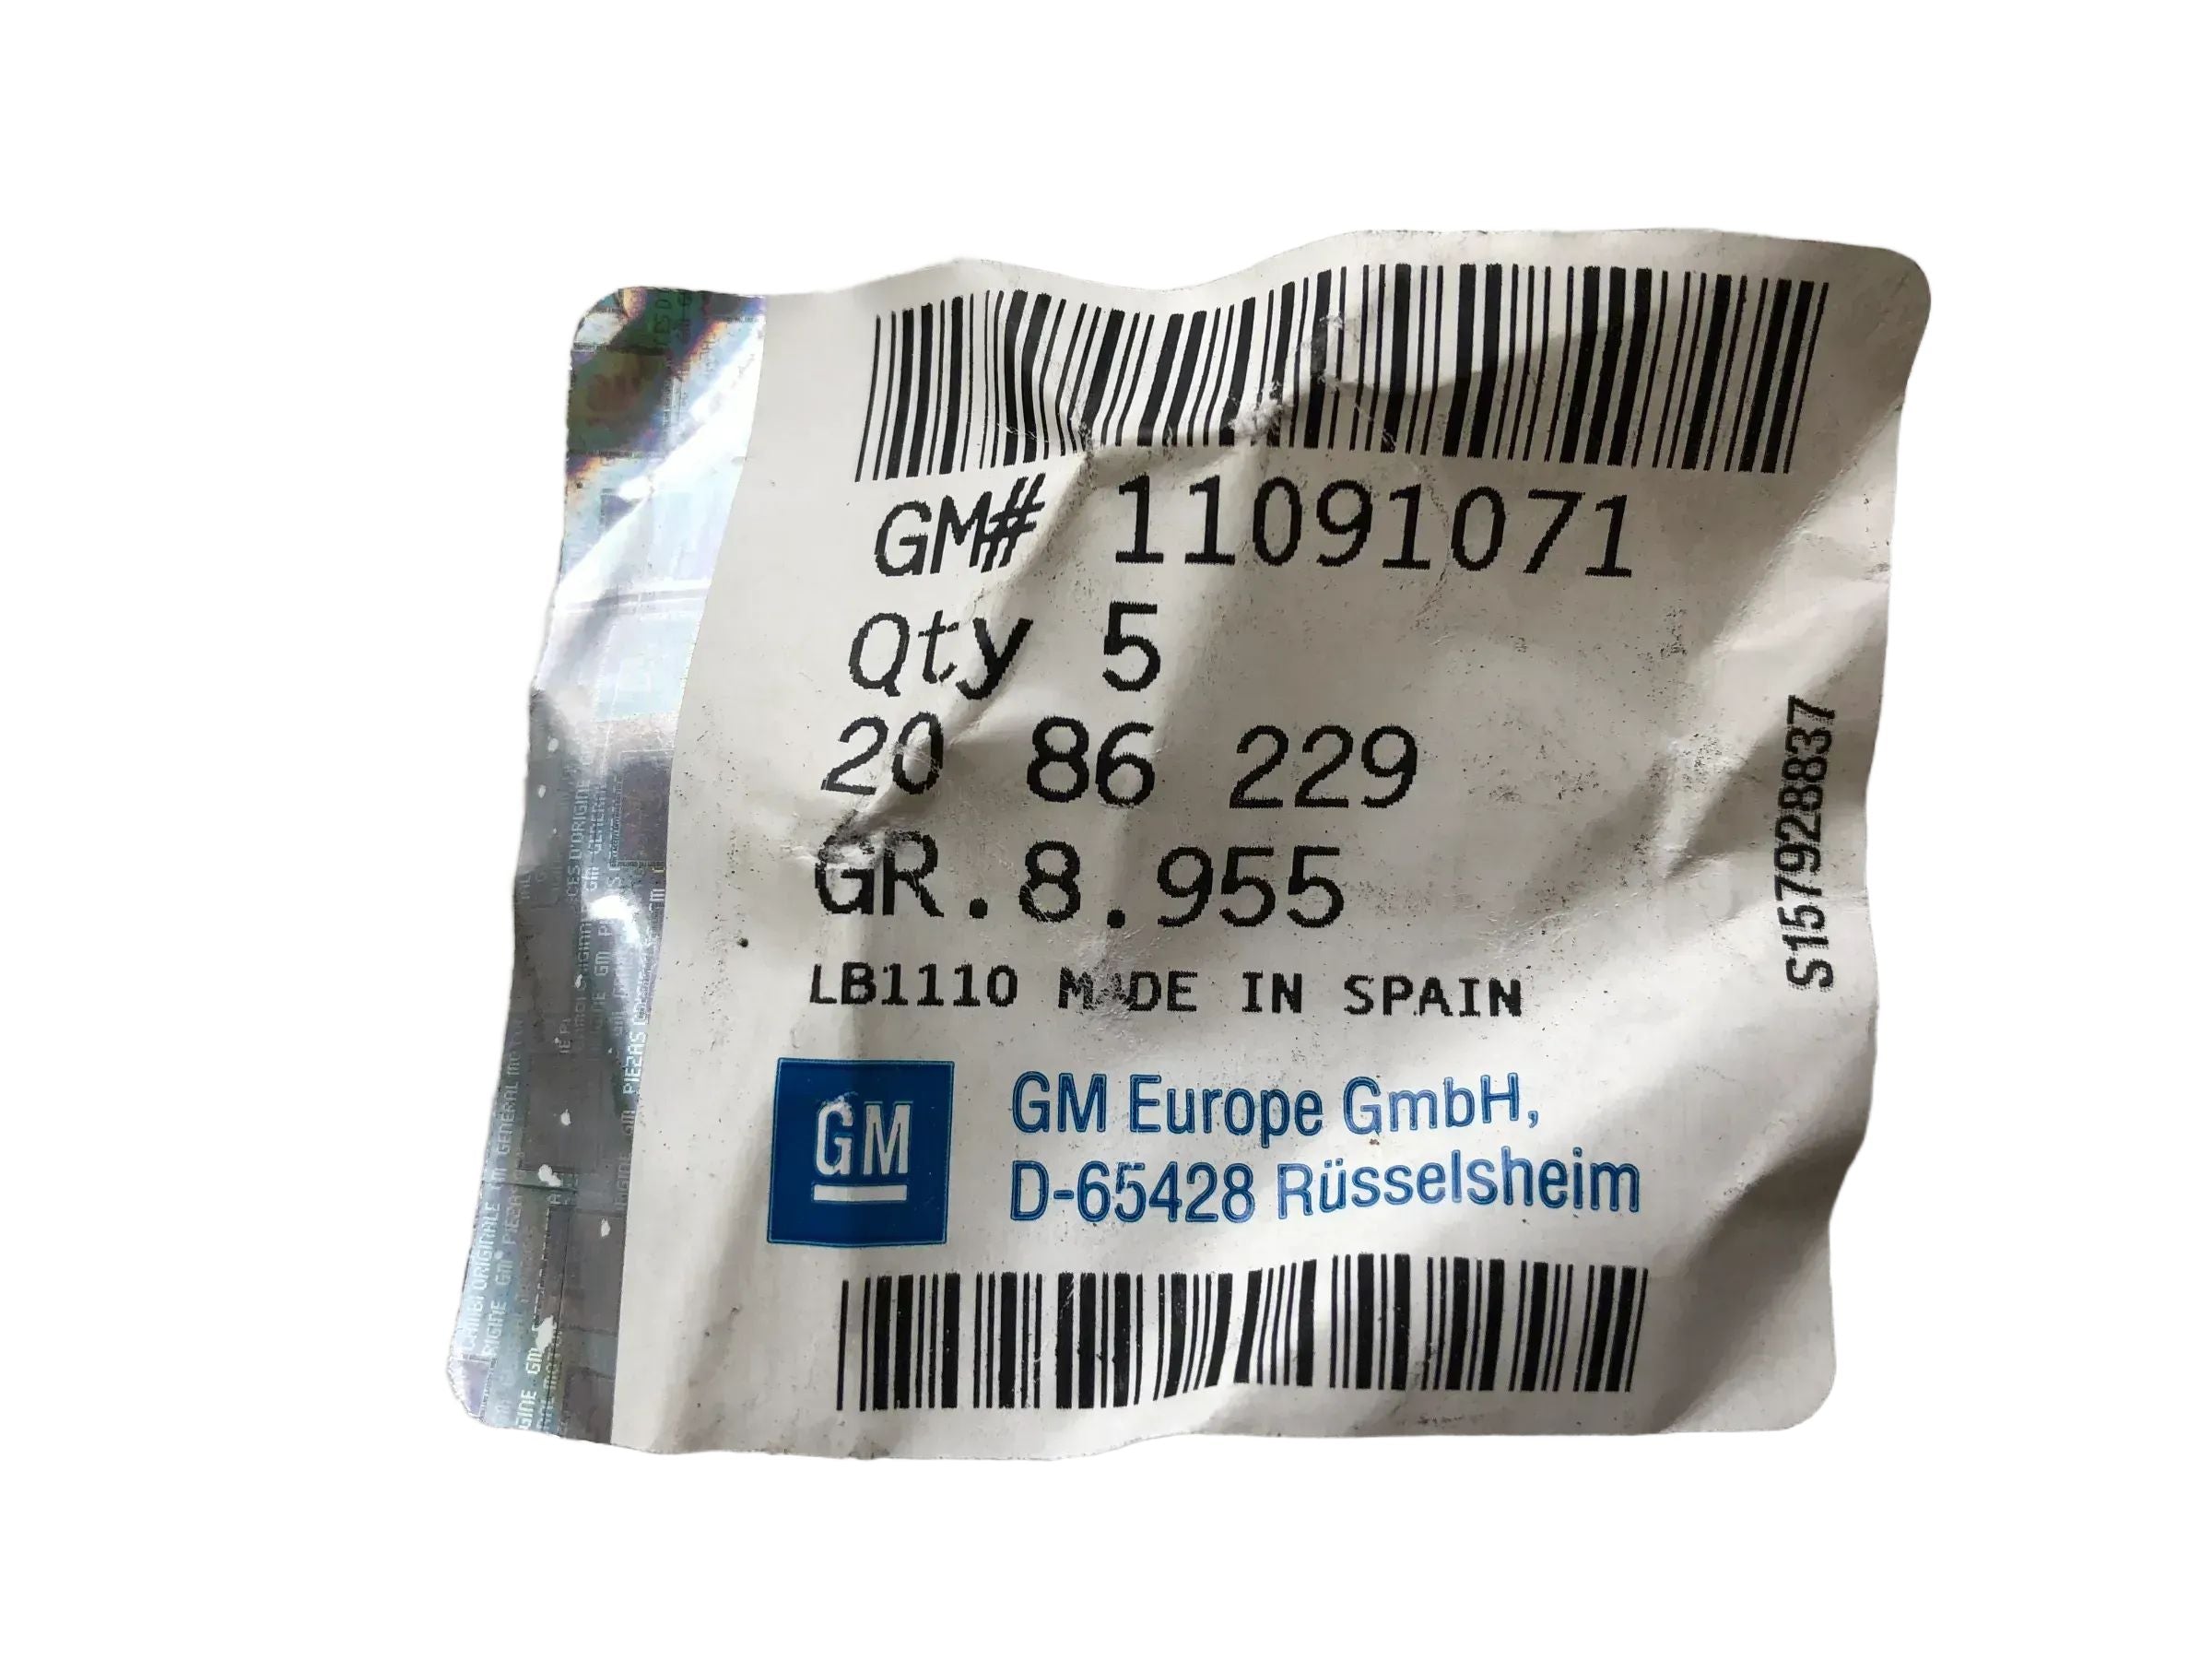 GM# 11091071
Qty 5
20 86 229
GR.8.955
LB1110 MADE IN SPAIN
S157928837
GM
GM Europe GmbH,
D-65428 Rüsselsheim